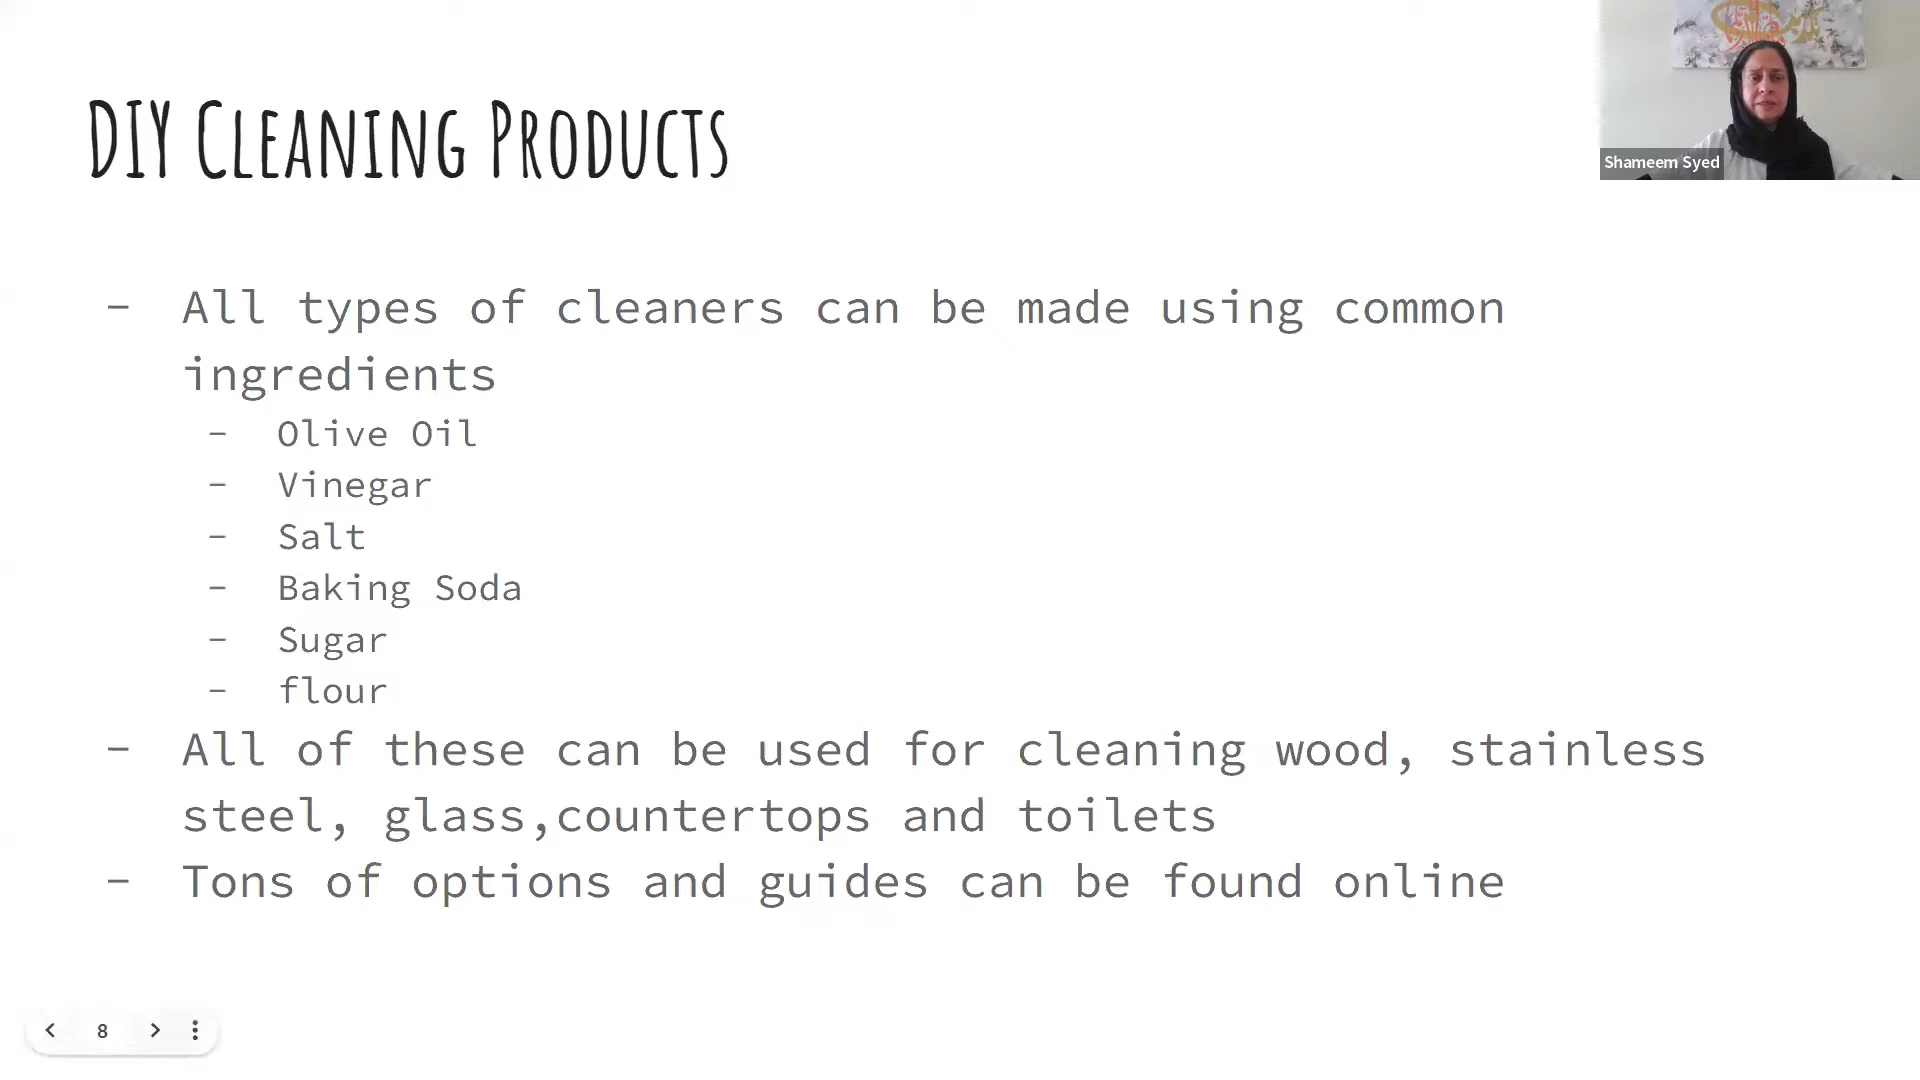 DIY Cleaning Products
Shameem Syed
- All types of cleaners can be made using common
ingredients
- Olive Oil
- Vinegar
- Salt
- Baking Soda
- Sugar
- flour
- All of these can be used for cleaning wood, stainless
steel, glass,countertops and toilets
- Tons of options and guides can be found online
8